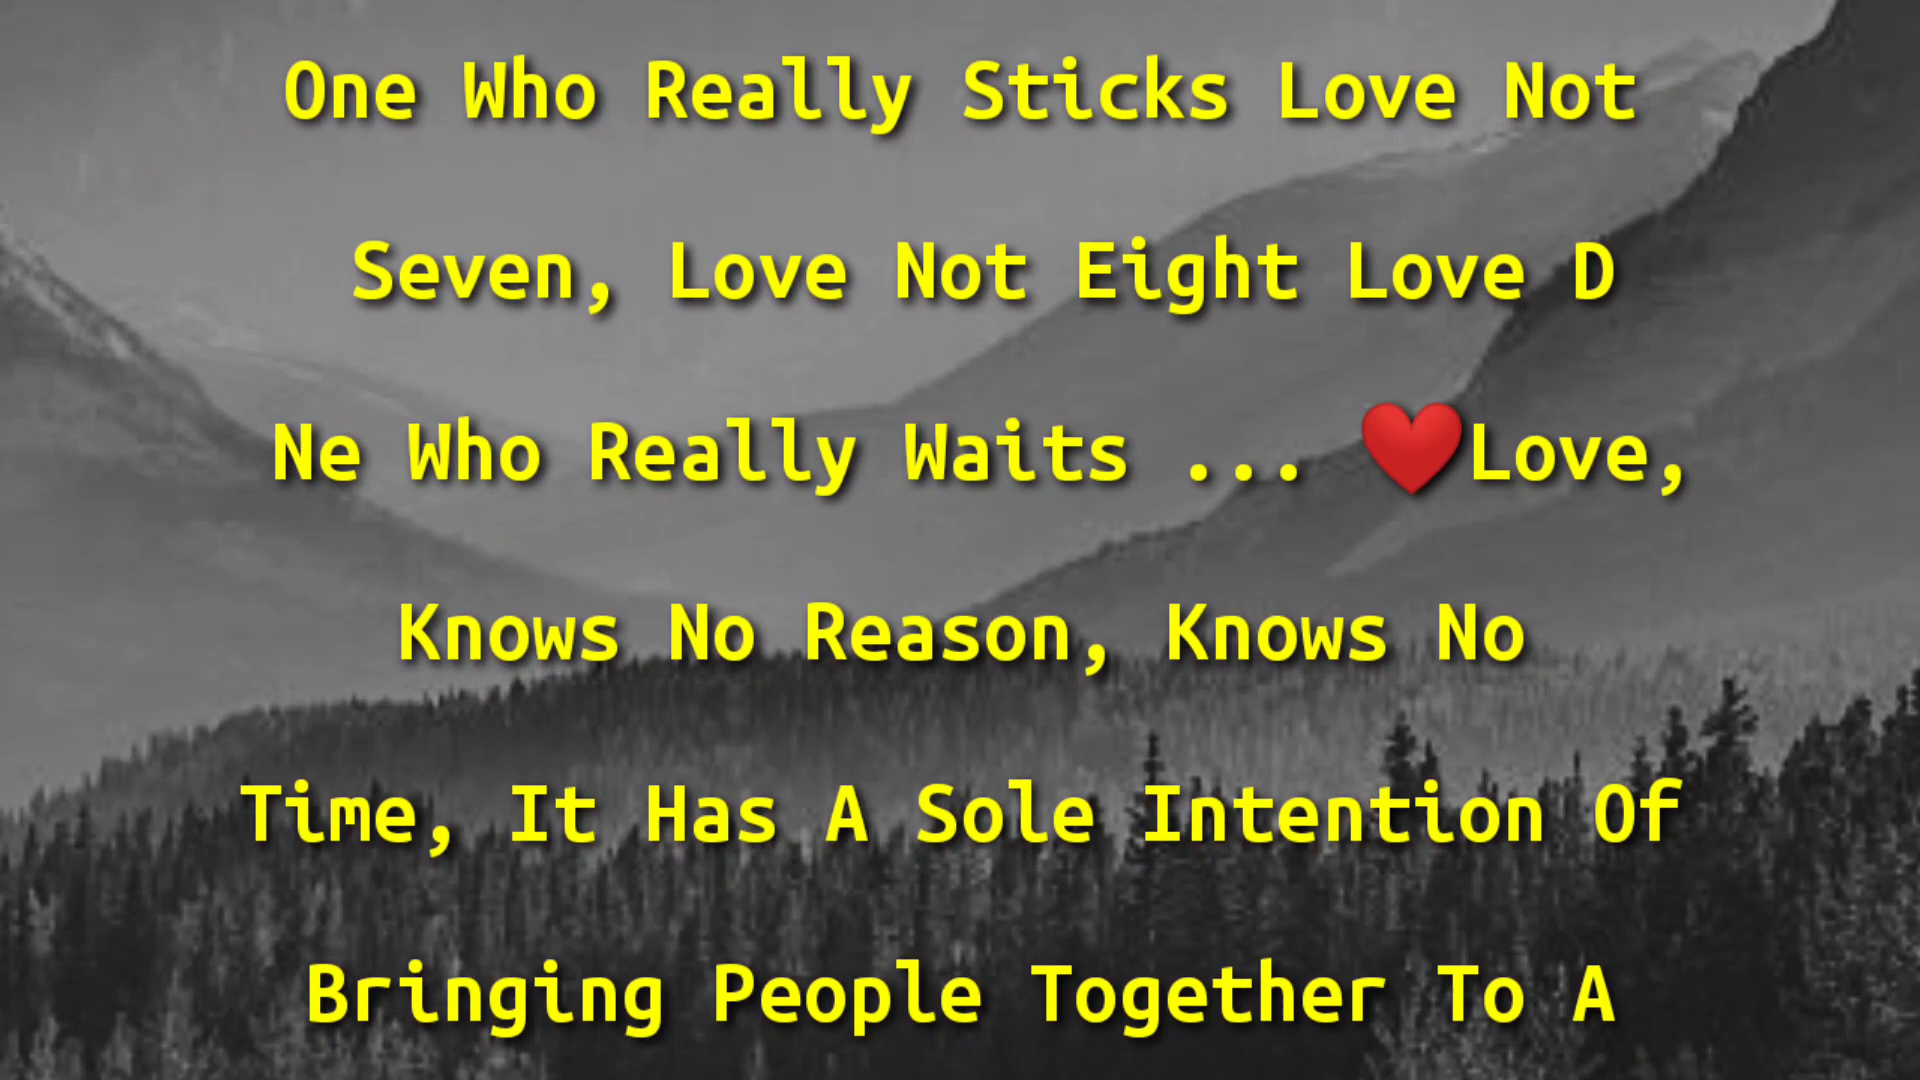 One Who Really Sticks Love Not
Seven, Love Not Eight Love D
Ne Who Really Waits ... ❤️Love,
Knows No Reason, Knows No
Time, It Has A Sole Intention Of
Bringing People Together To A